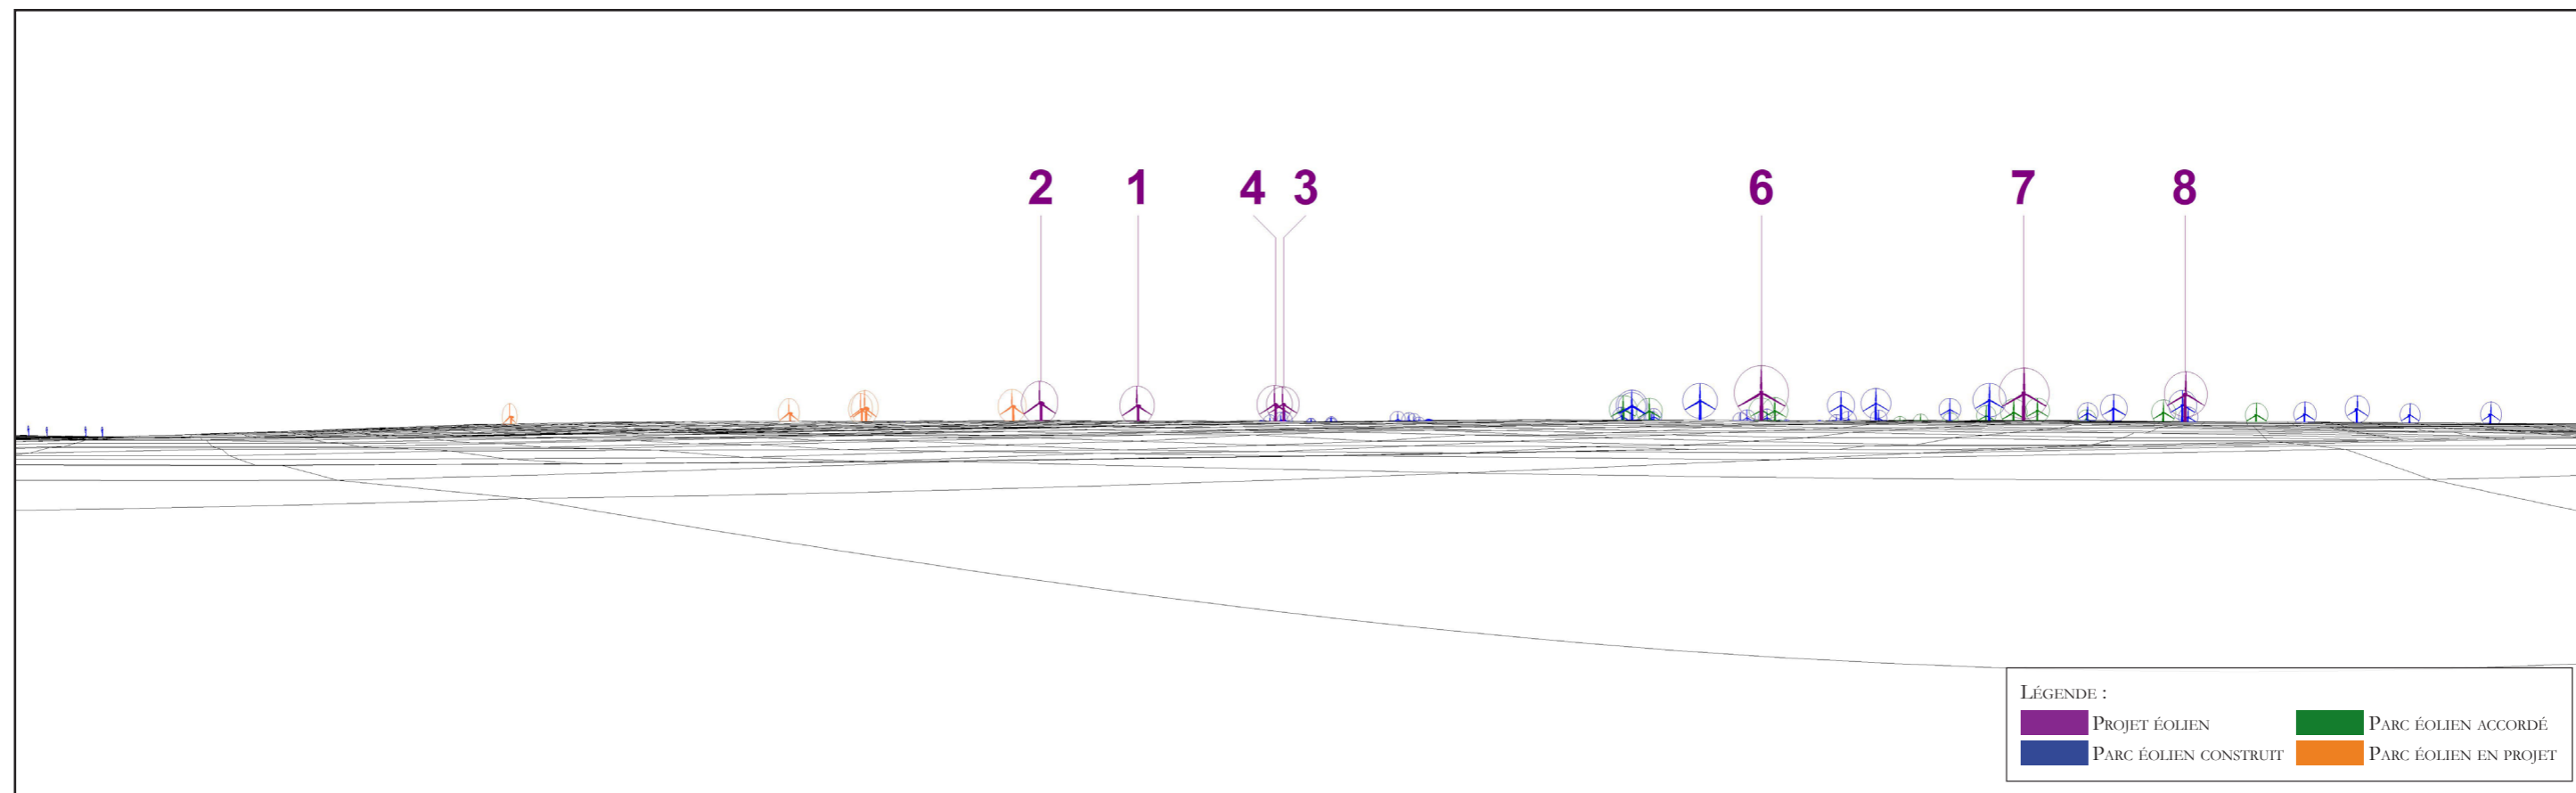 2 1 4 3 6 7 8
LÉGENDE :
PROJET ÉOLIEN PARC ÉOLIEN ACCORDÉ
PARC ÉOLIEN CONSTRUIT PARC ÉOLIEN EN PROJET